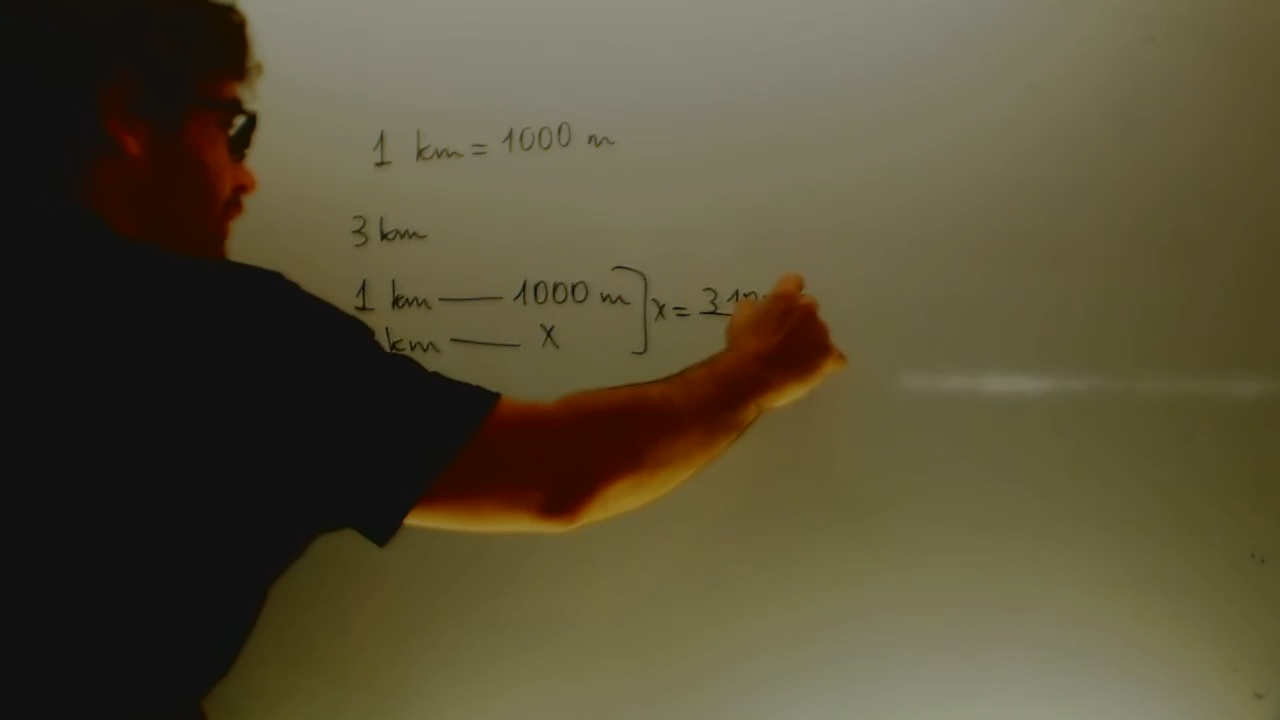 1 km = 1000 m
3 km
1 km — 1000 m ] x = 3
km — x